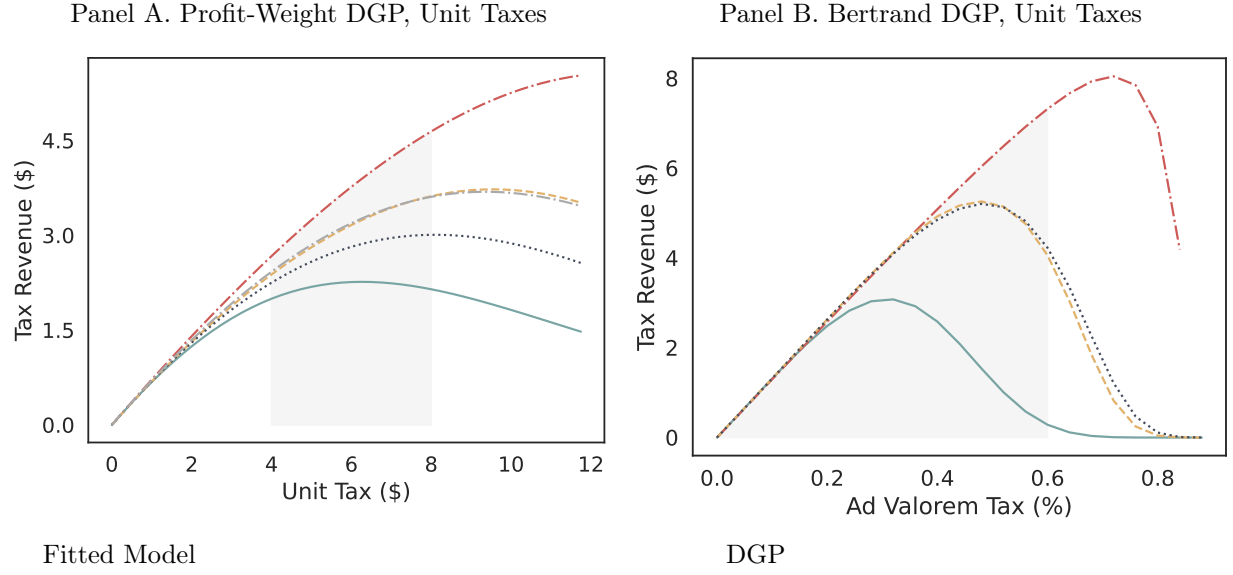 Panel A. Profit-Weight DGP, Unit Taxes
Panel B. Bertrand DGP, Unit Taxes
Tax Revenue ($)
4.5
3.0
1.5
0.0
0 2 4 6 8 10 12
Unit Tax ($)
Tax Revenue ($)
8
6
4
2
0
0.0 0.2 0.4 0.6 0.8
Ad Valorem Tax (%)
Fitted Model
DGP